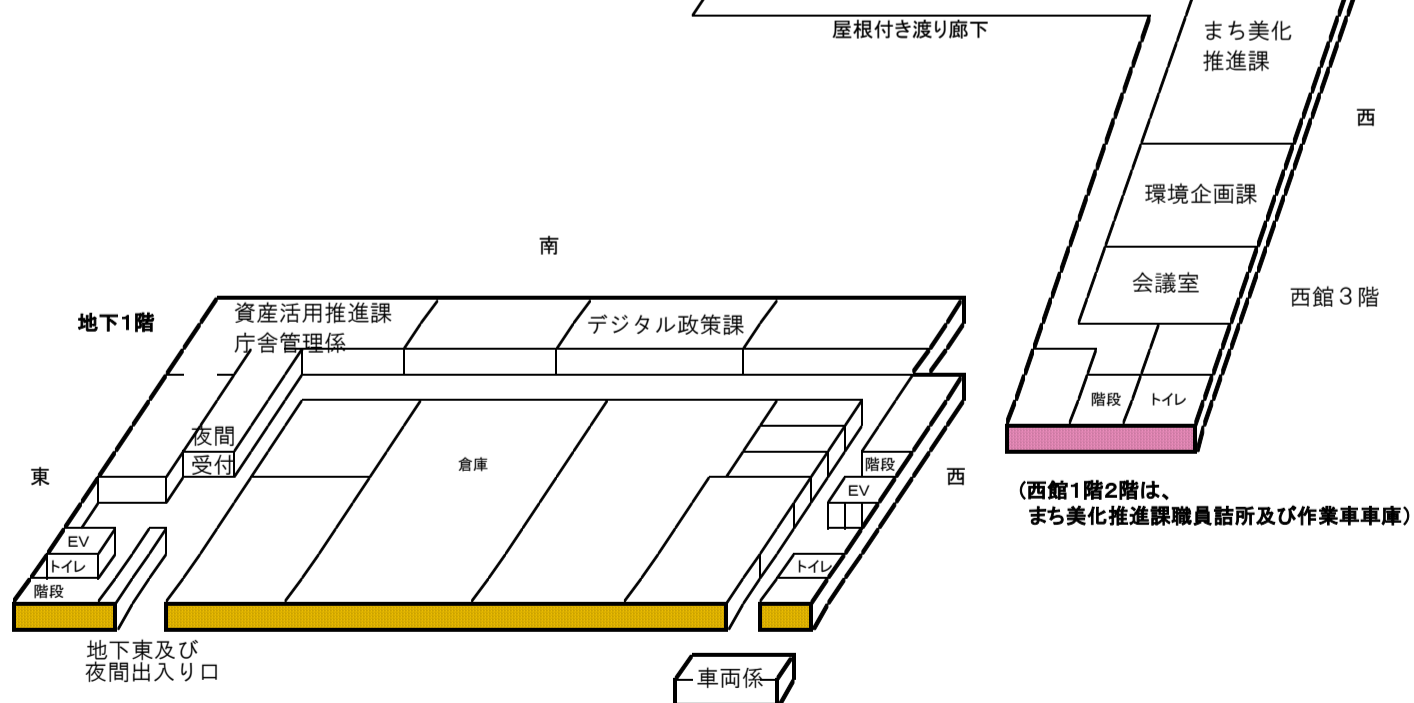 屋根付き渡り廊下
まち美化
推進課
西
環境企画課
会議室
西館３階
階段
トイレ
(西館1階2階は、
まち美化推進課職員詰所及び作業車車庫)
南
地下1階
資産活用推進課
庁舎管理係
デジタル政策課
夜間
受付
倉庫
階段
EV
東
西
EV
トイレ
階段
トイレ
地下東及び
夜間出入り口
車両係